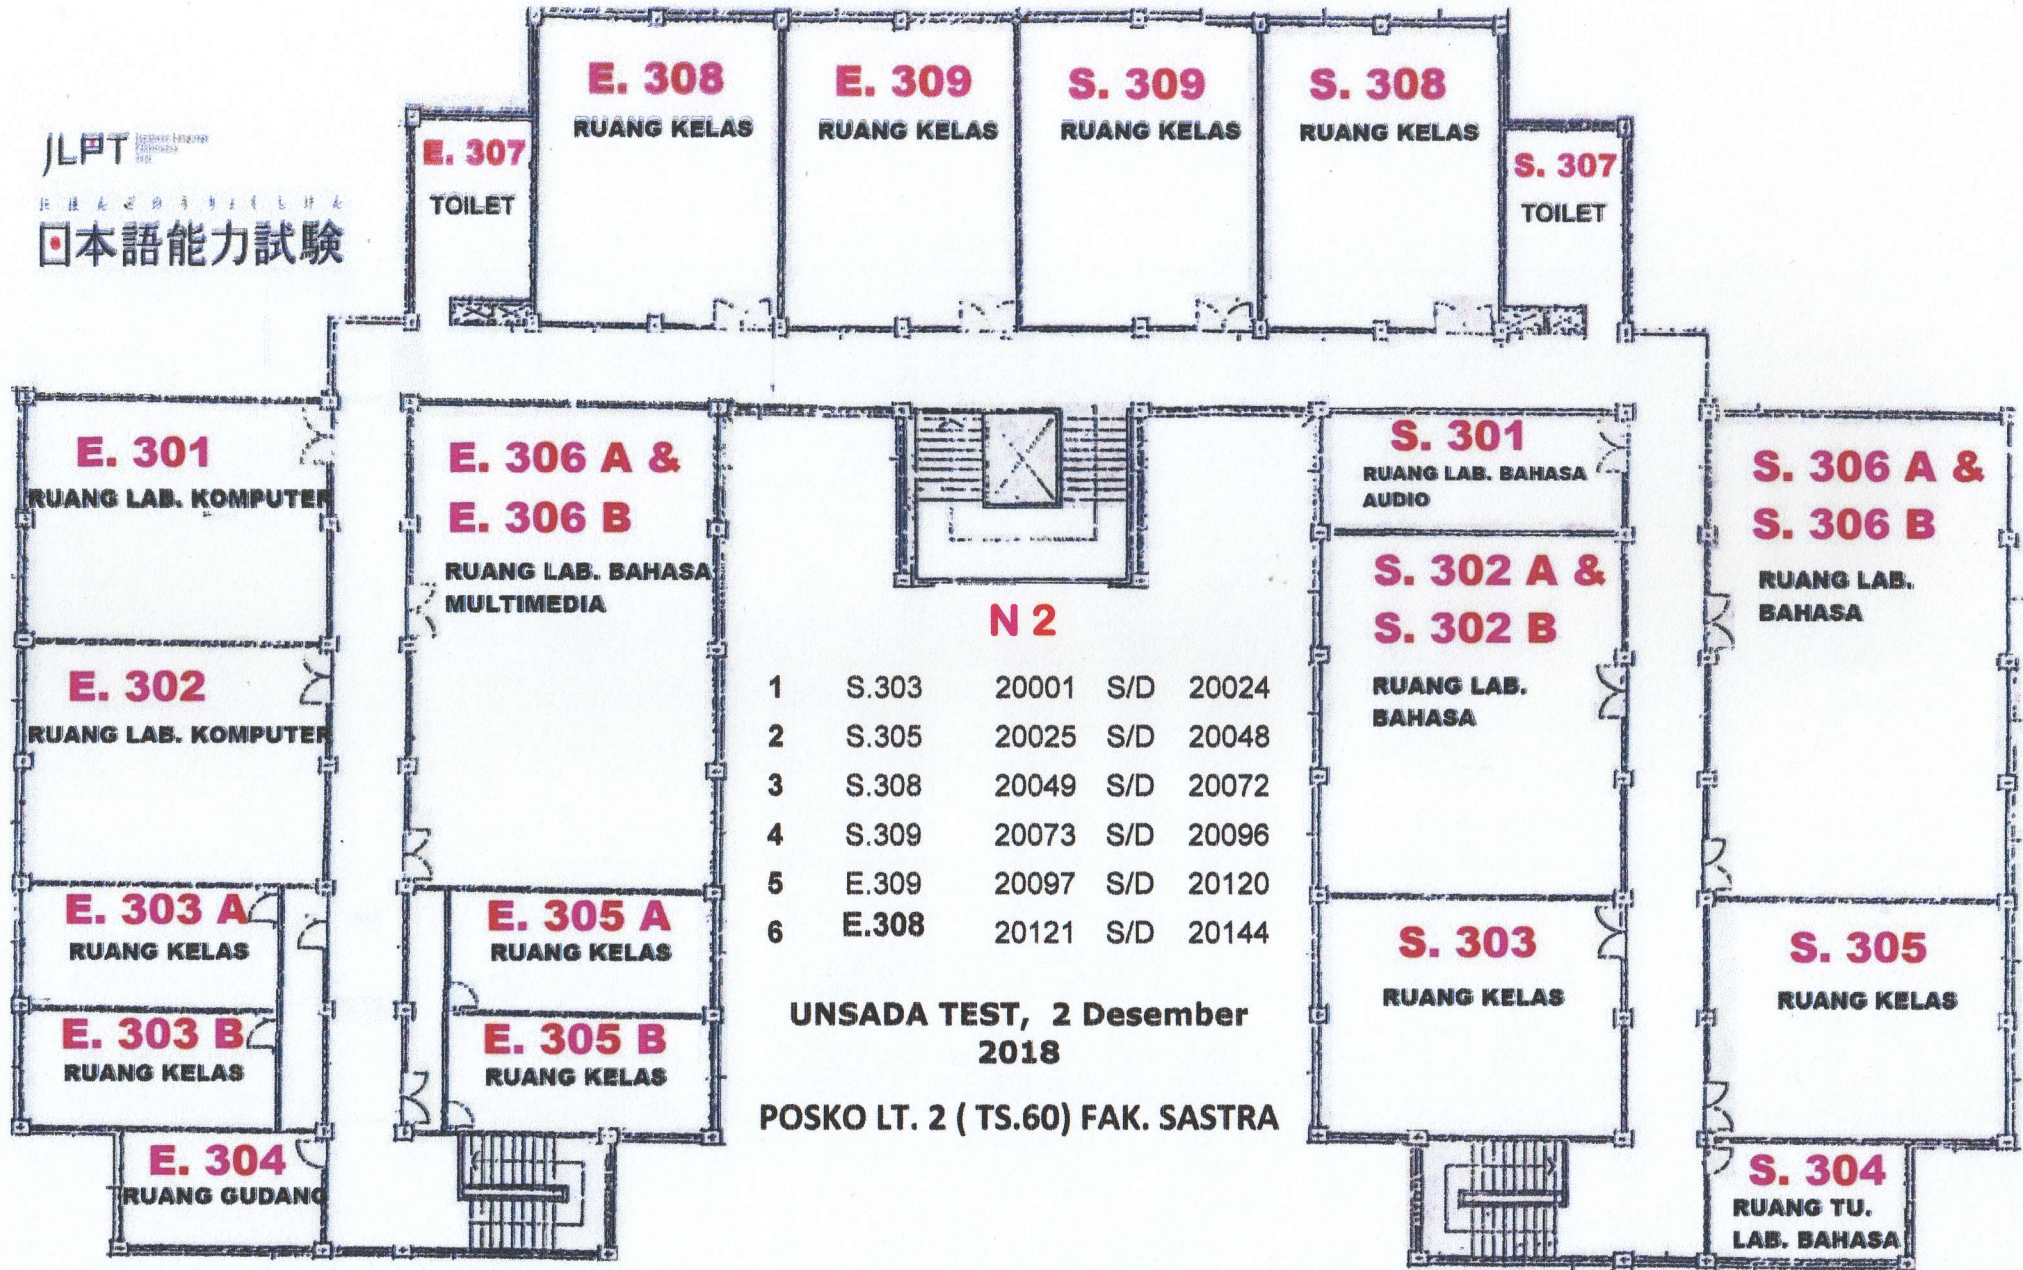 E. 308
RUANG KELAS
E. 309
RUANG KELAS
S. 309
RUANG KELAS
S. 308
RUANG KELAS
JLPT
E. 307
TOILET
S. 307
TOILET
日本語能力試験
E. 301
RUANG LAB. KOMPUTER
E. 306 A &
E. 306 B
RUANG LAB. BAHASA
MULTIMEDIA
S. 301
RUANG LAB. BAHASA
AUDIO
S. 306 A &
S. 306 B
RUANG LAB.
BAHASA
S. 302 A &
S. 302 B
RUANG LAB.
BAHASA
E. 302
RUANG LAB. KOMPUTER
N 2
1 S.303 20001 S/D 20024
2 S.305 20025 S/D 20048
3 S.308 20049 S/D 20072
4 S.309 20073 S/D 20096
5 E.309 20097 S/D 20120
6 E.308 20121 S/D 20144
E. 303 A
RUANG KELAS
E. 305 A
RUANG KELAS
S. 303
RUANG KELAS
S. 305
RUANG KELAS
E. 303 B
RUANG KELAS
E. 305 B
RUANG KELAS
UNSADA TEST, 2 Desember
2018
POSKO LT. 2 ( TS.60) FAK. SASTRA
E. 304
RUANG GUDANG
S. 304
RUANG TU.
LAB. BAHASA